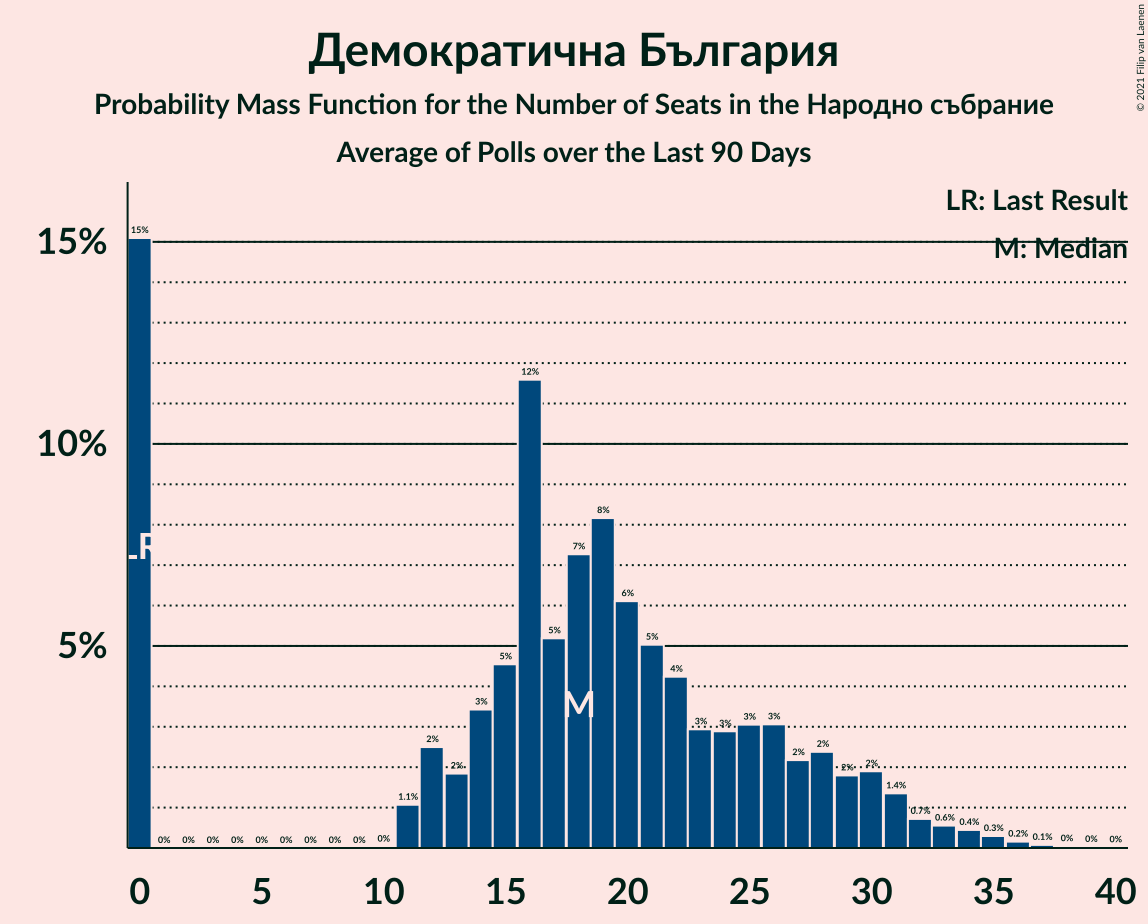 Демократична България
Probability Mass Function for the Number of Seats in the Народно събрание
Average of Polls over the Last 90 Days
© 2021 Filip van Laenen
LR: Last Result
M: Median
15%
10%
5%
15% 0% 0% 0% 0% 0% 0% 0% 0% 0% 0% 1.1% 2% 2% 3% 5% 12% 5% 7% 8% 6% 5% 4% 3% 3% 3% 3% 2% 2% 2% 2% 1.4% 0.7% 0.6% 0.4% 0.3% 0.2% 0.1% 0% 0% 0%
LR
M
0 5 10 15 20 25 30 35 40